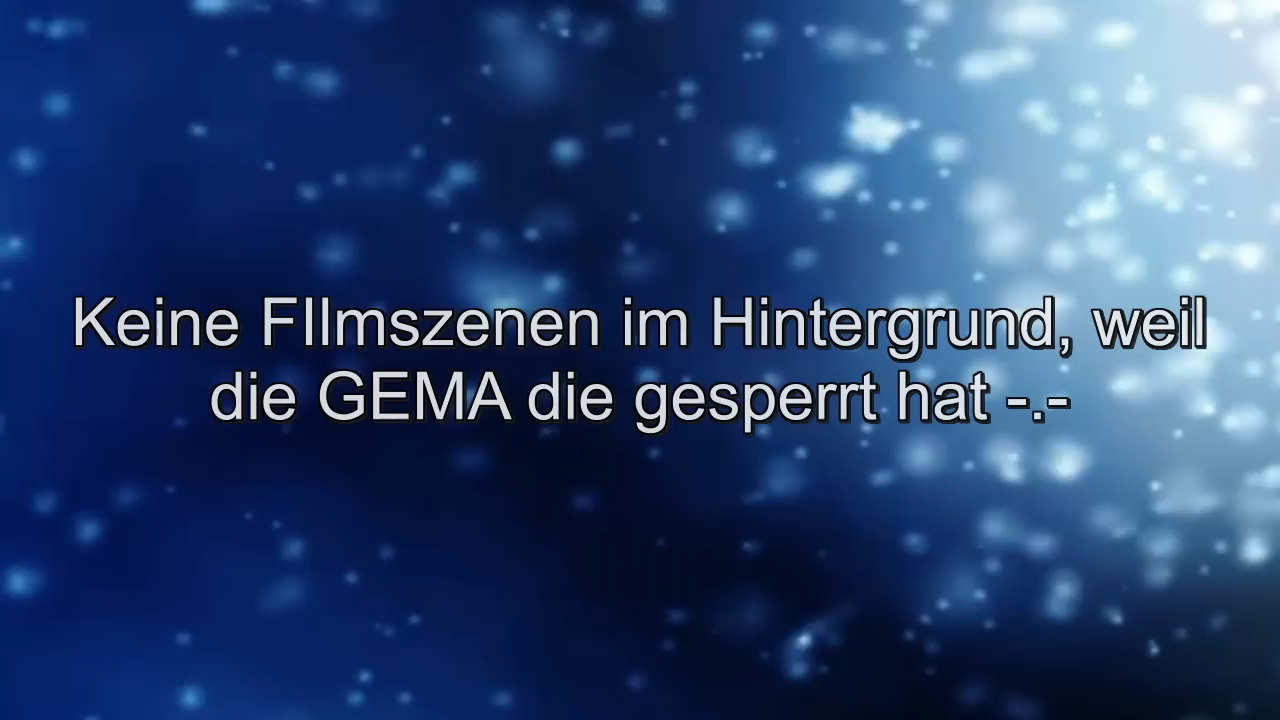 Keine FIlmszenen im Hintergrund, weil
die GEMA die gesperrt hat -.-